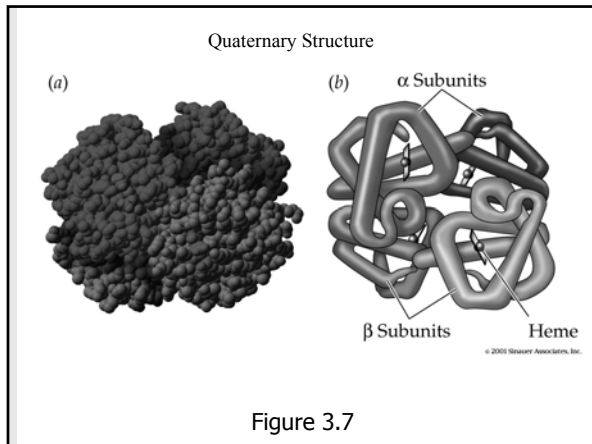 Quaternary Structure
(a)
(b)
α Subunits
β Subunits
Heme
© 2001 Sinauer Associates, Inc.
Figure 3.7